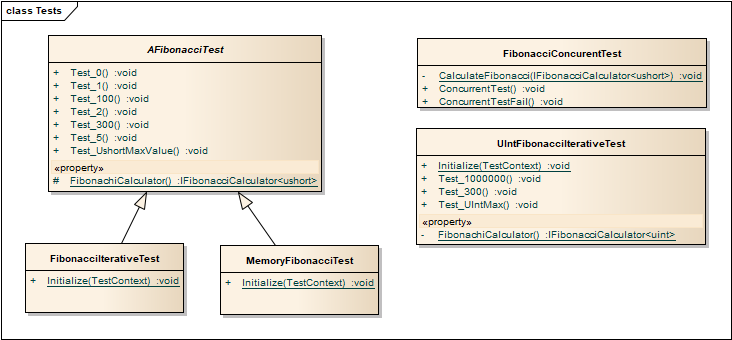 class Tests
AFibonacciTest
+ Test_0() :void
+ Test_1() :void
+ Test_100() :void
+ Test_2() :void
+ Test_300() :void
+ Test_5() :void
+ Test_UshortMaxValue() :void
«property»
# FibonachiCalculator() :IFibonacciCalculator<ushort>
FibonacciConcurentTest
- CalculateFibonacci(IFibonacciCalculator<ushort>) :void
+ ConcurrentTest() :void
+ ConcurrentTestFail() :void
UIntFibonacciIterativeTest
+ Initialize(TestContext) :void
+ Test_1000000() :void
+ Test_300() :void
+ Test_UIntMax() :void
«property»
- FibonachiCalculator() :IFibonacciCalculator<uint>
FibonacciIterativeTest
+ Initialize(TestContext) :void
MemoryFibonacciTest
+ Initialize(TestContext) :void